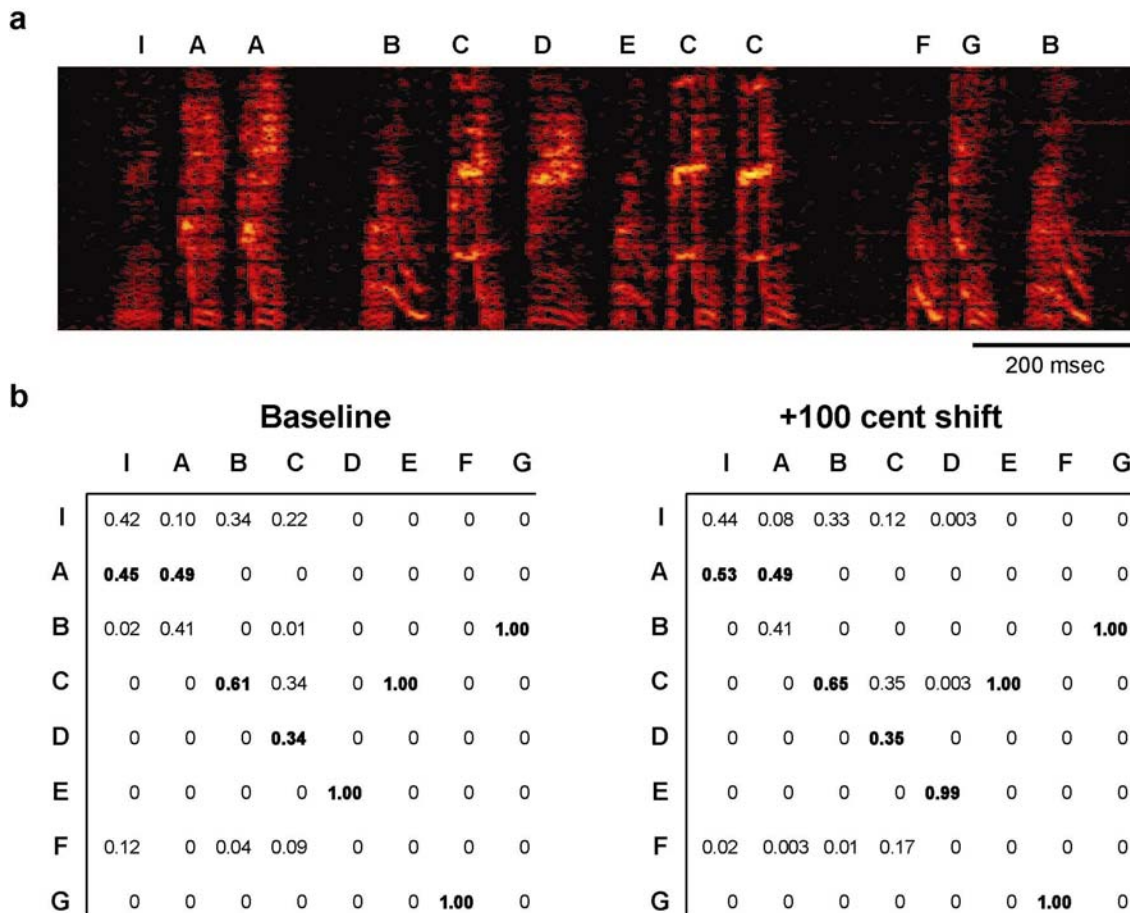 a
I A A B C D E C C F G B
200 msec
b
Baseline +100 cent shift
I A B C D E F G I A B C D E F G
I 0.42 0.10 0.34 0.22 0 0 0 0 I 0.44 0.08 0.33 0.12 0.003 0 0 0
A 0.45 0.49 0 0 0 0 0 0 A 0.53 0.49 0 0 0 0 0 0
B 0.02 0.41 0 0.01 0 0 0 1.00 B 0 0.41 0 0 0 0 0 1.00
C 0 0 0.61 0.34 0 1.00 0 0 C 0 0 0.65 0.35 0.003 1.00 0 0
D 0 0 0 0.34 0 0 0 0 D 0 0 0 0.35 0 0 0 0
E 0 0 0 0 1.00 0 0 0 E 0 0 0 0 0.99 0 0 0
F 0.12 0 0.04 0.09 0 0 0 0 F 0.02 0.003 0.01 0.17 0 0 0 0
G 0 0 0 0 0 0 1.00 0 G 0 0 0 0 0 0 1.00 0